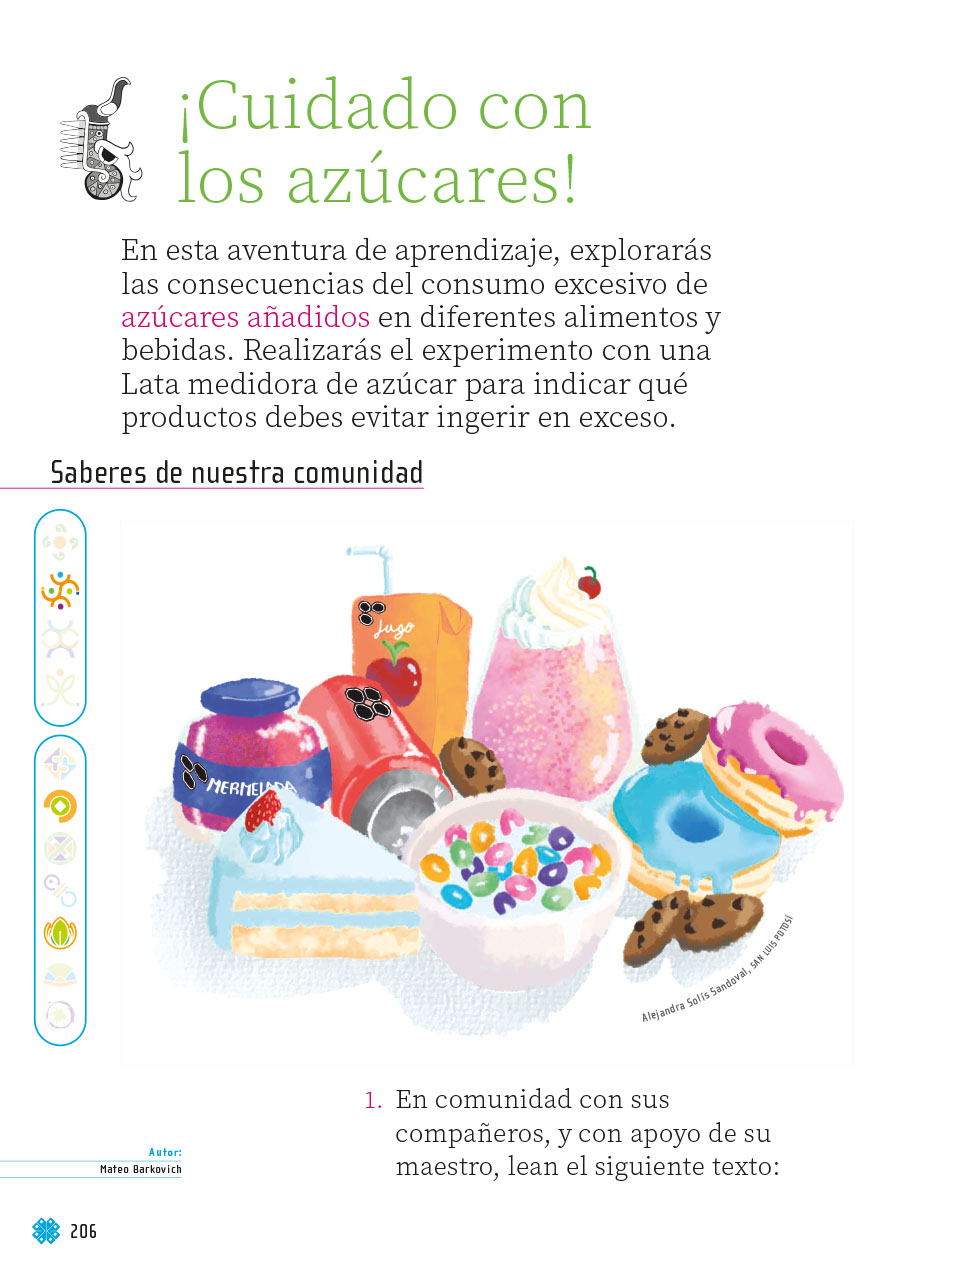 ¡Cuidado con
los azúcares!
En esta aventura de aprendizaje, explorarás
las consecuencias del consumo excesivo de
azúcares añadidos en diferentes alimentos y
bebidas. Realizarás el experimento con una
Lata medidora de azúcar para indicar qué
productos debes evitar ingerir en exceso.
Saberes de nuestra comunidad
Jugo
MERMELADA
Alejandra Solís Sandoval, SAN LUIS POTOSÍ
1. En comunidad con sus
compañeros, y con apoyo de su
maestro, lean el siguiente texto:
Autor:
Mateo Barkovich
206